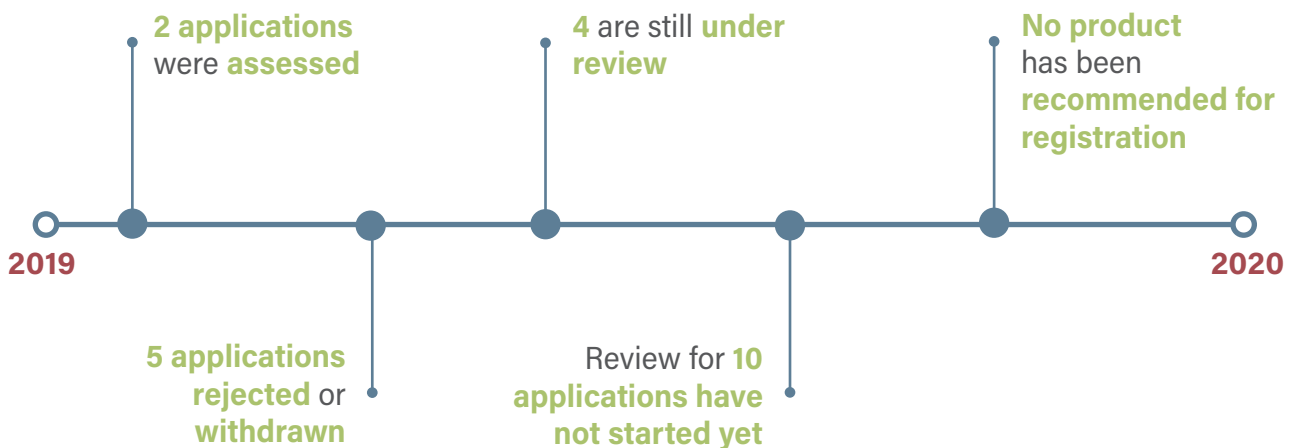 2 applications
were assessed
4 are still under
review
No product
has been
recommended for
registration
2019
2020
5 applications
rejected or
withdrawn
Review for 10
applications have
not started yet